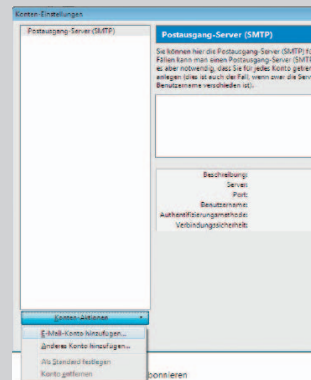 Konten-Einstellungen
Postausgang-Server (SMTP)
Postausgang-Server (SMTP)
Sie können hier die Postausgang-Server (SMTP) fü
Fällen kann man einen Postausgang-Server (SMTP
es aber notwendig, dass Sie für jedes Konto getren
anlegen (dies ist auch der Fall, wenn zwar die Serv
Benutzername verschieden ist).
Beschreibung:
Server:
Port:
Benutzername:
Authentifizierungsmethode:
Verbindungssicherheit:
Konten-Aktionen
E-Mail-Konto hinzufügen...
Anderes Konto hinzufügen...
Als Standard festlegen
Konto entfernen
bonnieren